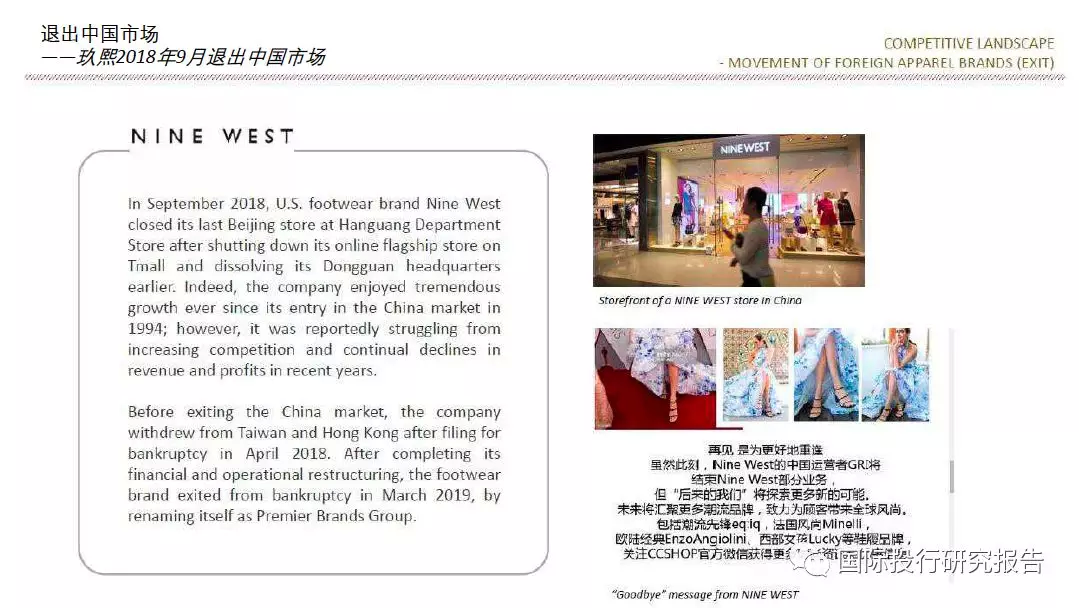 退出中国市场
——玖熙2018年9月退出中国市场
COMPETITIVE LANDSCAPE
- MOVEMENT OF FOREIGN APPAREL BRANDS (EXIT)
NINE WEST
In September 2018, U.S. footwear brand Nine West
closed its last Beijing store at Hanguang Department
Store after shutting down its online flagship store on
Tmall and dissolving its Dongguan headquarters
earlier. Indeed, the company enjoyed tremendous
growth ever since its entry in the China market in
1994; however, it was reportedly struggling from
increasing competition and continual declines in
revenue and profits in recent years.
Before exiting the China market, the company
withdrew from Taiwan and Hong Kong after filing for
bankruptcy in April 2018. After completing its
financial and operational restructuring, the footwear
brand exited from bankruptcy in March 2019, by
renaming itself as Premier Brands Group.
NINE WEST
Storefront of a NINE WEST store in China
再见 是为更好地重逢
虽然此刻，Nine West的中国运营者GRI将
结束Nine West部分业务，
但“后来的我们”将探索更多新的可能。
未来将汇聚更多潮流品牌，致力为顾客带来全球风尚。
包括潮流先锋eq:iq，法国风尚Minelli，
欧陆经典EnzoAngiolini、西部女孩Lucky等鞋履品牌，
关注CCSHOP官方微信获得更多
国际投行研究报告
“Goodbye” message from NINE WEST